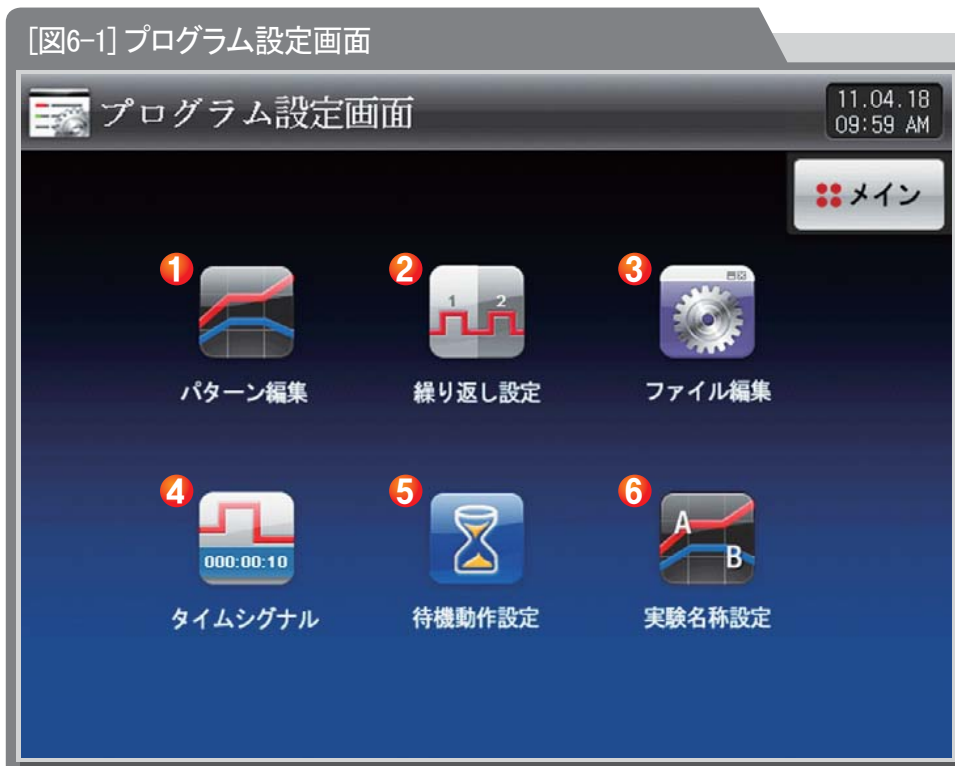 [図6-1] プログラム設定画面
プログラム設定画面
11.04.18
09:59 AM
メイン
1 2 3
1 2
パターン編集 繰り返し設定 ファイル編集
4 5 6
A
000:00:10
B
タイムシグナル 待機動作設定 実験名称設定